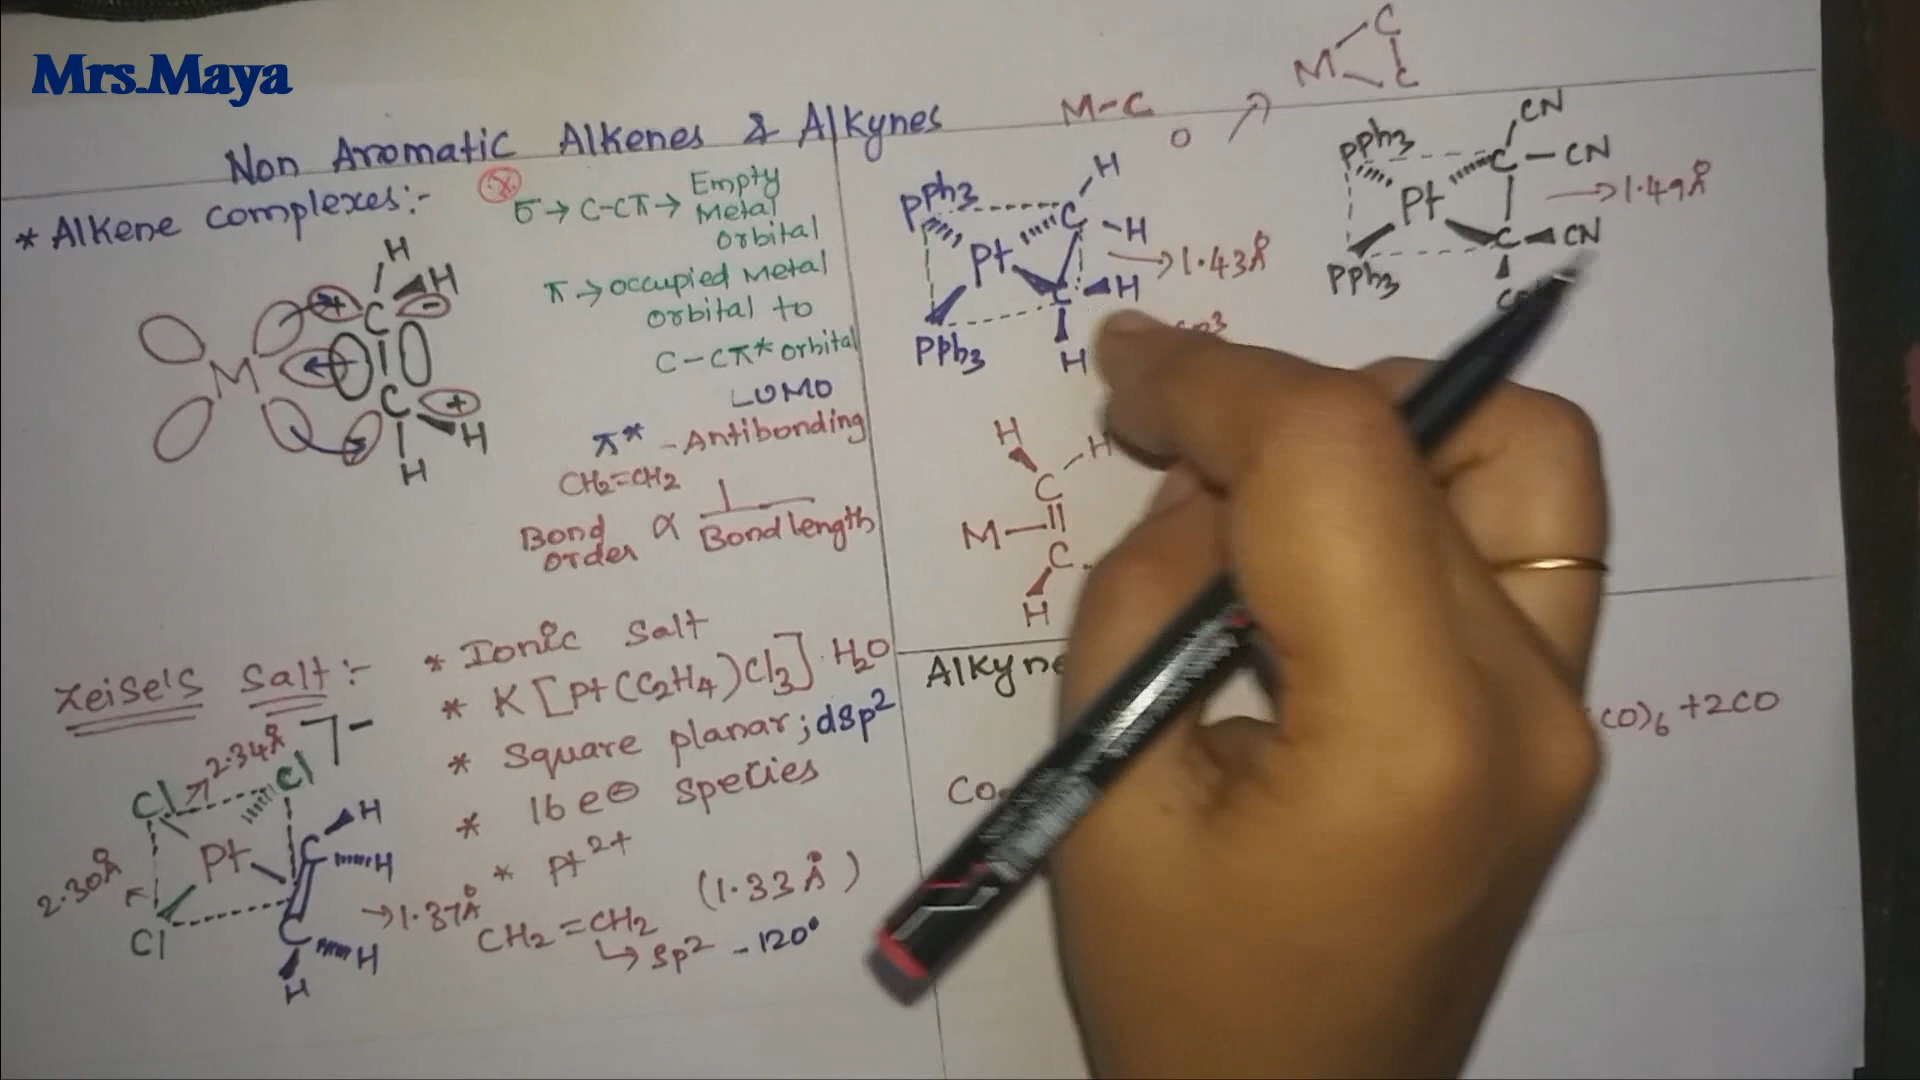 Mrs.Maya
Non Aromatic Alkenes & Alkynes
* Alkene complexes:-
σ → C-Cπ → Empty
Metal
orbital
π → occupied Metal
orbital to
C-Cπ* orbital
LUMO
π* - Antibonding
CH2=CH2
Bond order ∝ 1 / Bond length
H
H
C
+
-
M
C
+
H
H
Zeise's Salt:-
* Ionic Salt
* K[Pt(C2H4)Cl3].H2O
* Square planar; dsp2
* 16 e⊖ species
* Pt2+
CH2=CH2 (1.33Å)
↳ sp2 - 120°
2.34Å
Cl
Cl
]-
Pt
C
H
H
2.30Å
→ 1.37Å
Cl
C
H
H
M-C
M
C
C
PPh3
Pt
C
H
H
→ 1.43Å
PPh3
C
H
H
PPh3
Pt
C
CN
CN
→ 1.49Å
PPh3
C
CN
H
H
C
M
C
H
Alkyne
(CO)6 + 2CO
Co